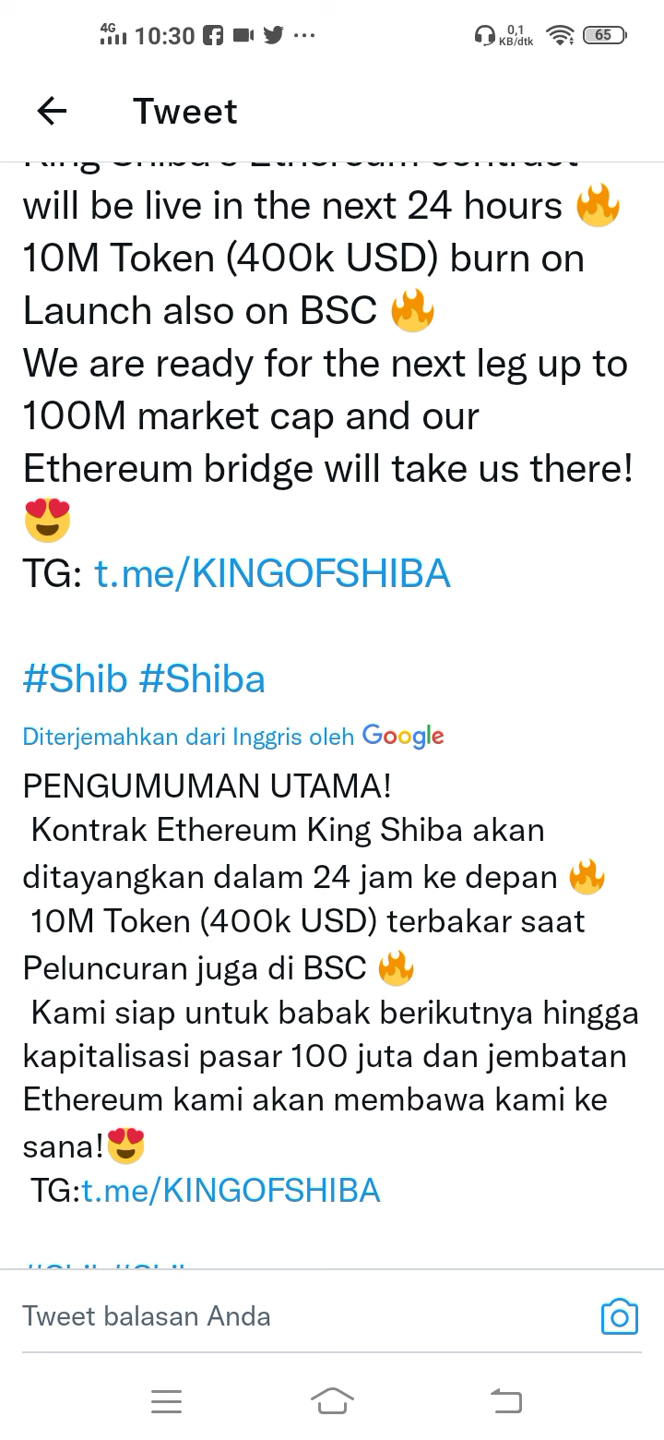 4G 10:30 0,1 KB/dtk 65
Tweet
King Shiba's Ethereum contract
will be live in the next 24 hours 🔥
10M Token (400k USD) burn on
Launch also on BSC 🔥
We are ready for the next leg up to
100M market cap and our
Ethereum bridge will take us there!
😍
TG: t.me/KINGOFSHIBA
#Shib #Shiba
Diterjemahkan dari Inggris oleh Google
PENGUMUMAN UTAMA!
Kontrak Ethereum King Shiba akan
ditayangkan dalam 24 jam ke depan 🔥
10M Token (400k USD) terbakar saat
Peluncuran juga di BSC 🔥
Kami siap untuk babak berikutnya hingga
kapitalisasi pasar 100 juta dan jembatan
Ethereum kami akan membawa kami ke
sana!😍
TG:t.me/KINGOFSHIBA
Tweet balasan Anda